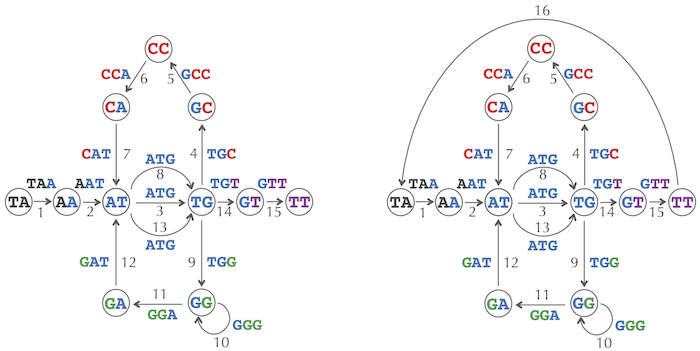 CC
CCA
GCC
6
5
CA
GC
CAT
7
ATG
8
4
TGC
TAA
AAT
ATG
TGT
GTT
TA
AA
AT
TG
GT
TT
1
2
3
14
15
13
ATG
GAT
12
9
TGG
11
GA
GG
GGA
GGG
10
16
CC
CCA
GCC
6
5
CA
GC
CAT
7
ATG
8
4
TGC
TAA
AAT
ATG
TGT
GTT
TA
AA
AT
TG
GT
TT
1
2
3
14
15
13
ATG
GAT
12
9
TGG
11
GA
GG
GGA
GGG
10